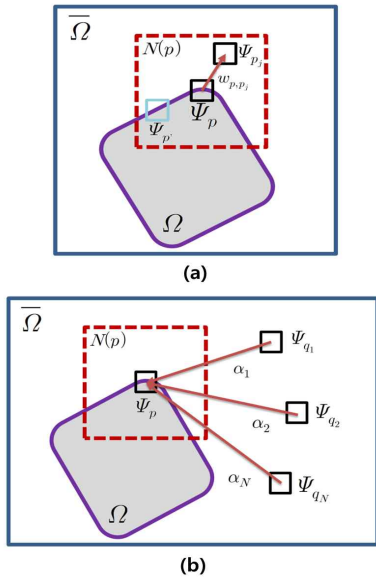 Ω̅
N(p)
Ψ_{p_j}
w_{p,p_j}
Ψ_p
Ψ_{p'}
Ω
(a)
Ω̅
N(p)
Ψ_{q_1}
α_1
Ψ_p
α_2
Ψ_{q_2}
α_N
Ψ_{q_N}
Ω
(b)